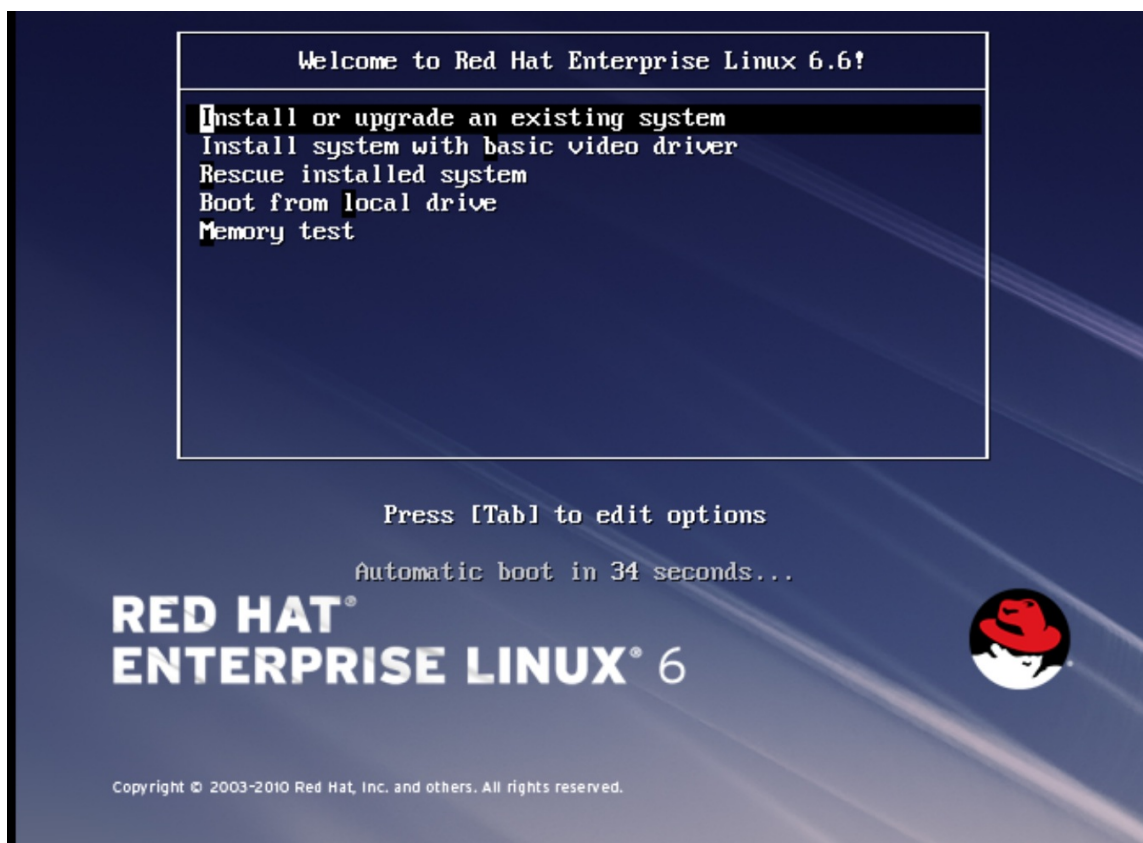 Welcome to Red Hat Enterprise Linux 6.6!
Install or upgrade an existing system
Install system with basic video driver
Rescue installed system
Boot from local drive
Memory test
Press [Tab] to edit options
Automatic boot in 34 seconds...
RED HAT®
ENTERPRISE LINUX® 6
Copyright © 2003-2010 Red Hat, Inc. and others. All rights reserved.